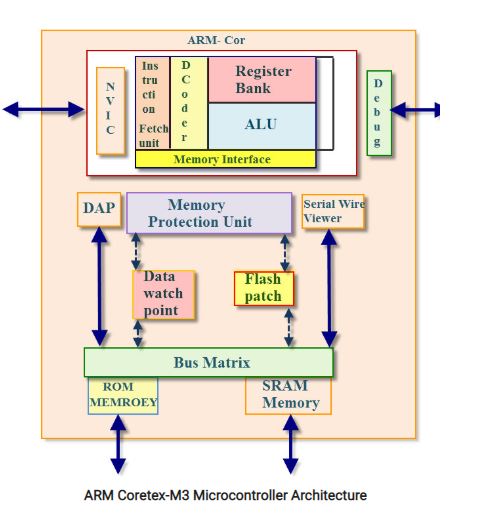 ARM- Cor
N
V
I
C
Ins
tru
cti
on
Fetch
unit
D
C
o
d
e
r
Register
Bank
ALU
Memory Interface
D
e
b
u
g
DAP
Memory
Protection Unit
Serial Wire
Viewer
Data
watch
point
Flash
patch
Bus Matrix
ROM
MEMROEY
SRAM
Memory
ARM Coretex-M3 Microcontroller Architecture